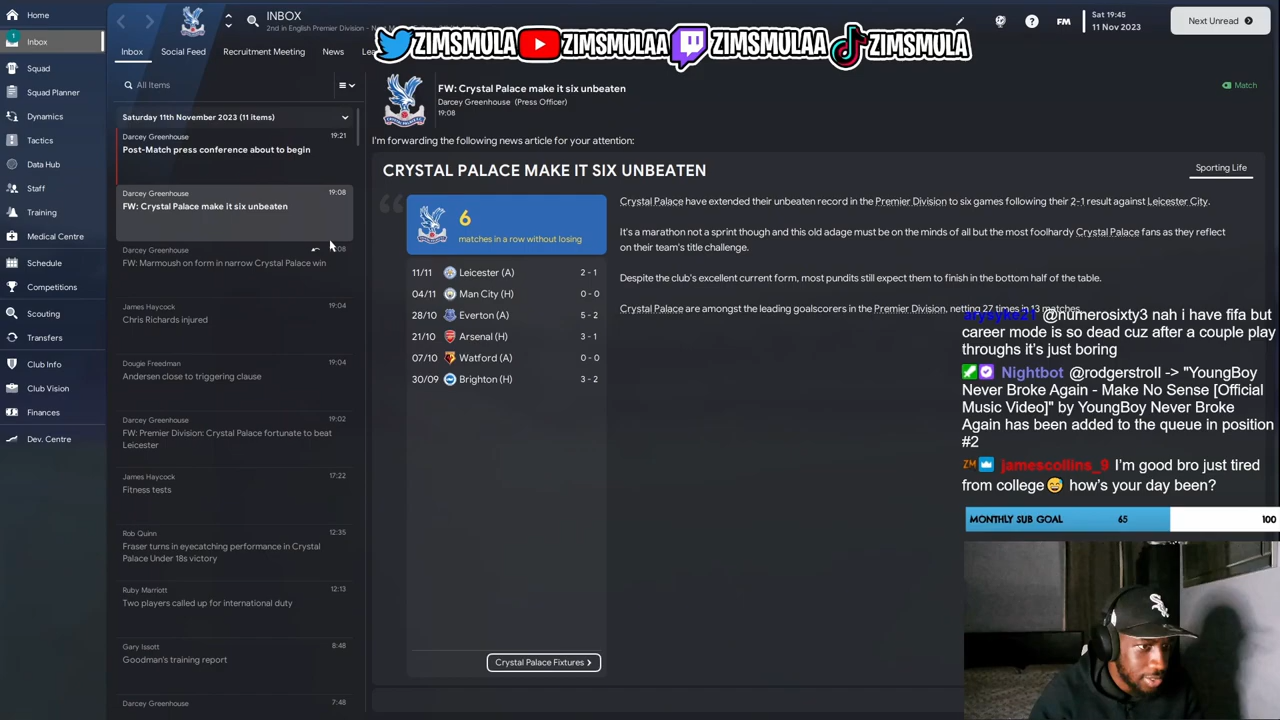 Home
Inbox
1
Squad
Squad Planner
Dynamics
Tactics
Data Hub
Staff
Training
Medical Centre
Schedule
Competitions
Scouting
Transfers
Club Info
Club Vision
Finances
Dev. Centre
INBOX
2nd in English Premier Division
FM
Sat 19:45
11 Nov 2023
Next Unread
ZIMSMULA ZIMSMULAA ZIMSMULAA ZIMSMULA
Inbox Social Feed Recruitment Meeting News
All Items
Saturday 11th November 2023 (11 items)
Darcey Greenhouse 19:21
Post-Match press conference about to begin
Darcey Greenhouse 19:08
FW: Crystal Palace make it six unbeaten
Darcey Greenhouse
FW: Marmoush on form in narrow Crystal Palace win
James Haycock 19:04
Chris Richards injured
Dougie Freedman 19:04
Andersen close to triggering clause
Darcey Greenhouse 19:02
FW: Premier Division: Crystal Palace fortunate to beat
Leicester
James Haycock 17:22
Fitness tests
Rob Quinn 12:35
Fraser turns in eyecatching performance in Crystal
Palace Under 18s victory
Ruby Marriott 12:13
Two players called up for international duty
Gary Issott 8:48
Goodman's training report
Darcey Greenhouse 7:48
FW: Crystal Palace make it six unbeaten
Darcey Greenhouse (Press Officer)
19:08
Match
I'm forwarding the following news article for your attention:
CRYSTAL PALACE MAKE IT SIX UNBEATEN
Sporting Life
6
matches in a row without losing
11/11 Leicester (A) 2 - 1
04/11 Man City (H) 0 - 0
28/10 Everton (A) 5 - 2
21/10 Arsenal (H) 3 - 1
07/10 Watford (A) 0 - 0
30/09 Brighton (H) 3 - 2
Crystal Palace Fixtures
Crystal Palace have extended their unbeaten record in the Premier Division to six games following their 2-1 result against Leicester City.
It's a marathon not a sprint though and this old adage must be on the minds of all but the most foolhardy Crystal Palace fans as they reflect
on their team's title challenge.
Despite the club's excellent current form, most pundits still expect them to finish in the bottom half of the table.
Crystal Palace are amongst the leading goalscorers in the Premier Division, netting 27 times in 13 matches.
@numerosixty3 nah i have fifa but
career mode is so dead cuz after a couple play
throughs it's just boring
Nightbot @rodgerstroll -> "YoungBoy
Never Broke Again - Make No Sense [Official
Music Video]" by YoungBoy Never Broke
Again has been added to the queue in position
#2
ZM jamescollins_9 I'm good bro just tired
from college😅 how's your day been?
MONTHLY SUB GOAL 65 100